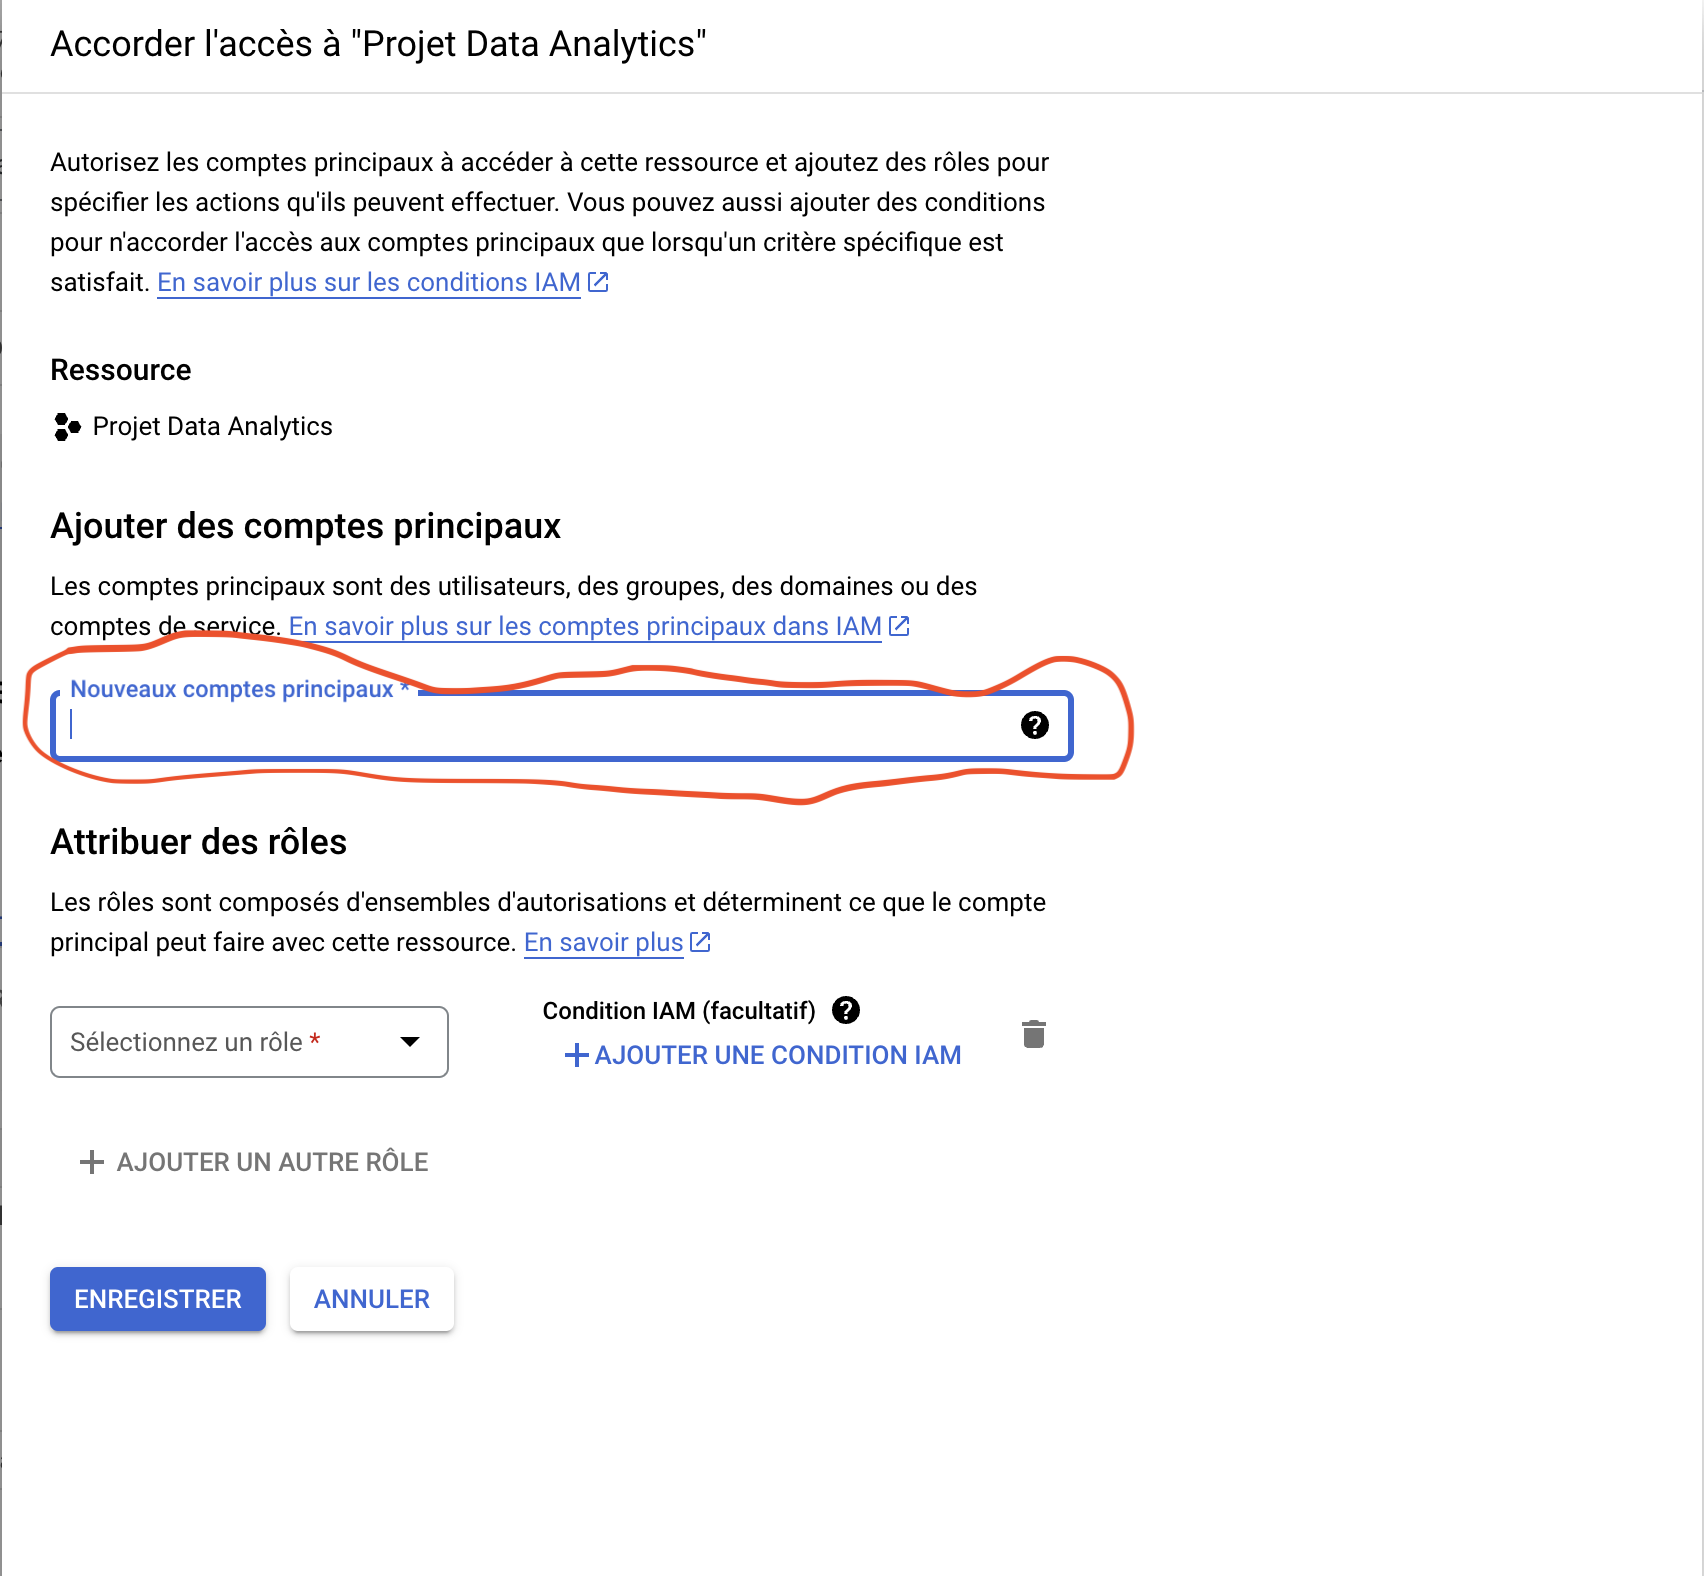 Accorder l'accès à "Projet Data Analytics"
Autorisez les comptes principaux à accéder à cette ressource et ajoutez des rôles pour
spécifier les actions qu'ils peuvent effectuer. Vous pouvez aussi ajouter des conditions
pour n'accorder l'accès aux comptes principaux que lorsqu'un critère spécifique est
satisfait. En savoir plus sur les conditions IAM
Ressource
Projet Data Analytics
Ajouter des comptes principaux
Les comptes principaux sont des utilisateurs, des groupes, des domaines ou des
comptes de service. En savoir plus sur les comptes principaux dans IAM
Nouveaux comptes principaux *
?
Attribuer des rôles
Les rôles sont composés d'ensembles d'autorisations et déterminent ce que le compte
principal peut faire avec cette ressource. En savoir plus
Sélectionnez un rôle *
Condition IAM (facultatif) ?
+ AJOUTER UNE CONDITION IAM
+ AJOUTER UN AUTRE RÔLE
ENREGISTRER ANNULER